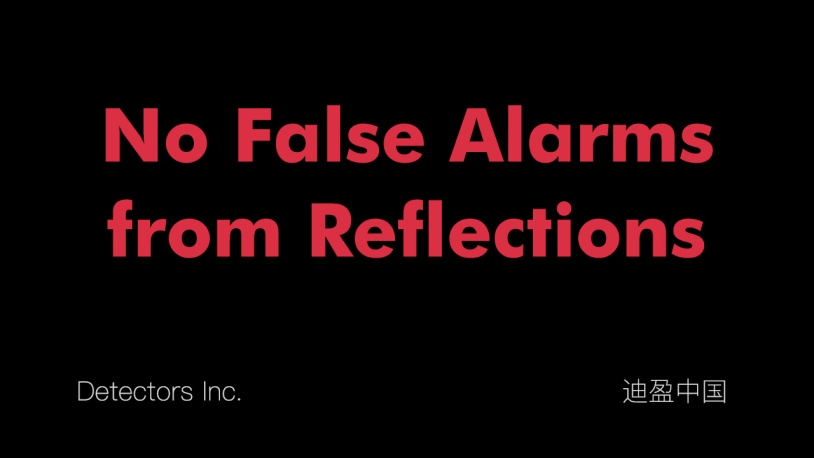 No False Alarms
from Reflections
Detectors Inc.
迪盈中国